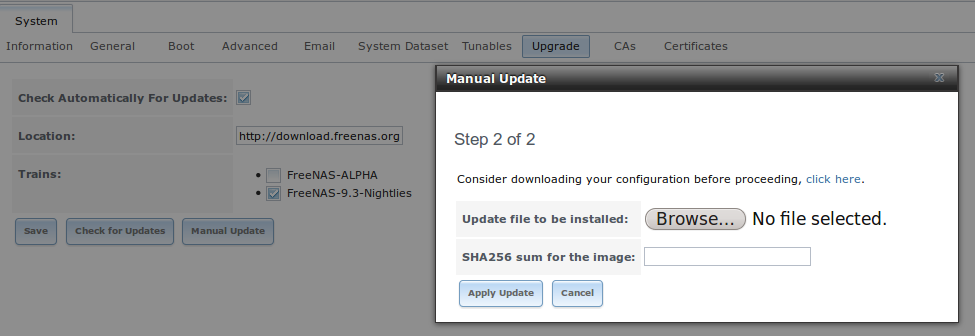 System
Information General Boot Advanced Email System Dataset Tunables Upgrade CAs Certificates
Manual Update
Check Automatically For Updates:
Location: http://download.freenas.org
Trains:
FreeNAS-ALPHA
FreeNAS-9.3-Nightlies
Save Check for Updates Manual Update
Step 2 of 2
Consider downloading your configuration before proceeding, click here.
Update file to be installed: Browse... No file selected.
SHA256 sum for the image:
Apply Update Cancel